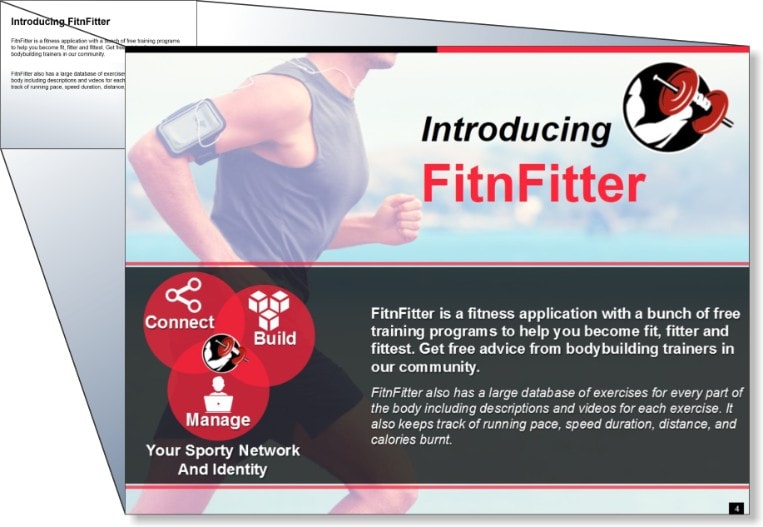 Introducing FitnFitter
FitnFitter is a fitness application with a bunch of free training programs
to help you become fit, fitter and fittest. Get free
bodybuilding trainers in our community.
FitnFitter also has a large database of exercise
body including descriptions and videos for each
track of running pace, speed duration, distance,
Introducing
FitnFitter
Connect
Build
Manage
Your Sporty Network
And Identity
FitnFitter is a fitness application with a bunch of free
training programs to help you become fit, fitter and
fittest. Get free advice from bodybuilding trainers in
our community.
FitnFitter also has a large database of exercises for every part of
the body including descriptions and videos for each exercise. It
also keeps track of running pace, speed duration, distance, and
calories burnt.
4